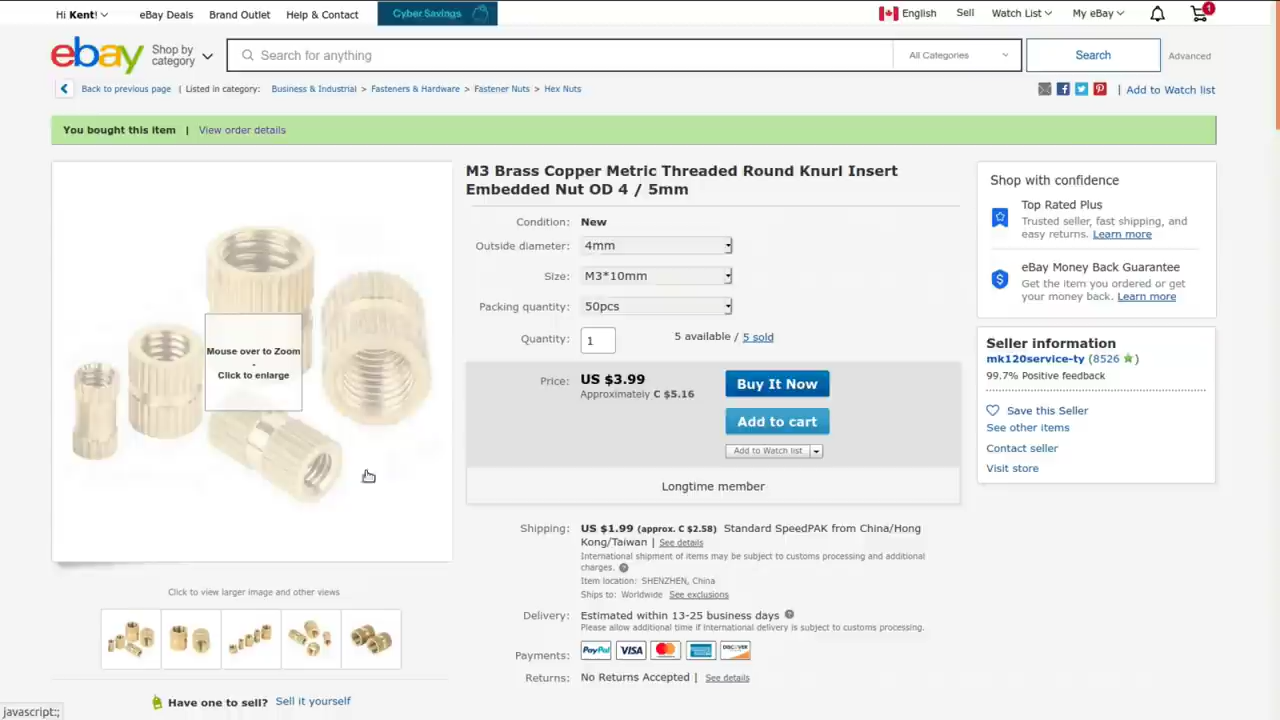 Hi Kent!
eBay Deals
Brand Outlet
Help & Contact
Cyber Savings
English
Sell
Watch List
My eBay
1
ebay
Shop by category
Search for anything
All Categories
Search
Advanced
Back to previous page | Listed in category: Business & Industrial > Fasteners & Hardware > Fastener Nuts > Hex Nuts
| Add to Watch list
You bought this item | View order details
M3 Brass Copper Metric Threaded Round Knurl Insert
Embedded Nut OD 4 / 5mm
Condition: New
Outside diameter: 4mm
Size: M3*10mm
Packing quantity: 50pcs
Quantity: 1
5 available / 5 sold
Price: US $3.99
Approximately C $5.16
Buy It Now
Add to cart
Add to Watch list
Longtime member
Shipping: US $1.99 (approx. C $2.58) Standard SpeedPAK from China/Hong
Kong/Taiwan | See details
International shipment of items may be subject to customs processing and additional
charges.
Item location: SHENZHEN, China
Ships to: Worldwide See exclusions
Delivery: Estimated within 13-25 business days
Please allow additional time if international delivery is subject to customs processing.
Payments: PayPal VISA MasterCard DISCOVER
Returns: No Returns Accepted | See details
Mouse over to Zoom
-
Click to enlarge
Click to view larger image and other views
Have one to sell? Sell it yourself
Shop with confidence
Top Rated Plus
Trusted seller, fast shipping, and
easy returns. Learn more
eBay Money Back Guarantee
Get the item you ordered or get
your money back. Learn more
Seller information
mk120service-ty (8526 )
99.7% Positive feedback
Save this Seller
See other items
Contact seller
Visit store
javascript:;